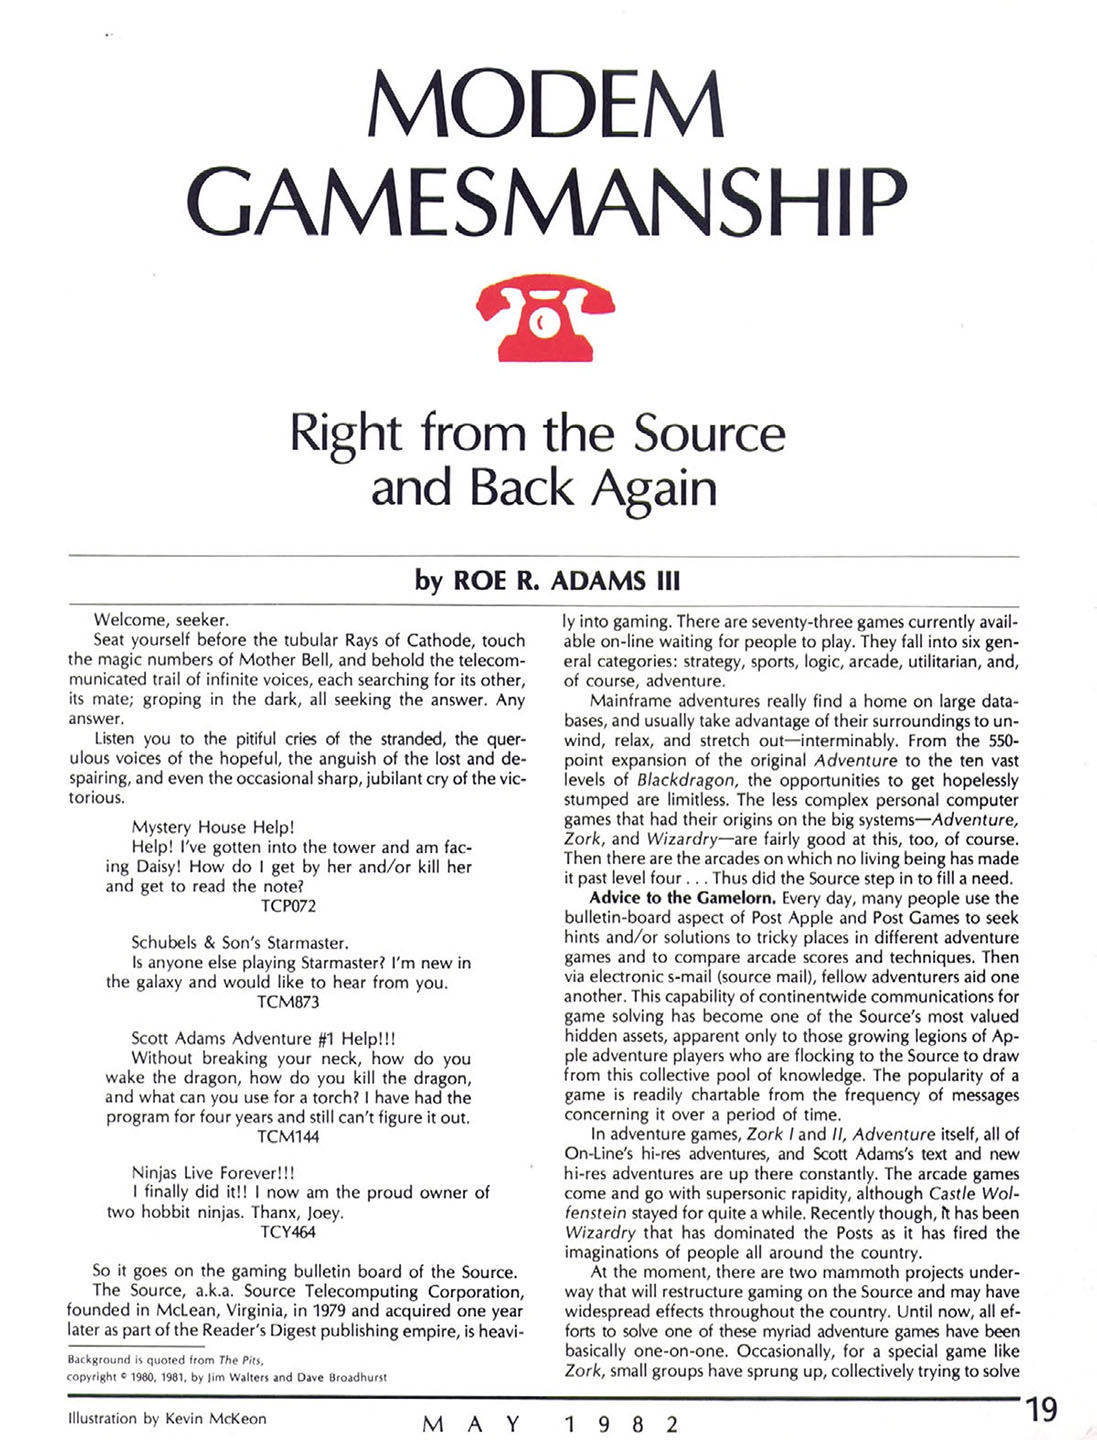 MODEM
GAMESMANSHIP
Right from the Source
and Back Again
by ROE R. ADAMS III
Welcome, seeker.
Seat yourself before the tubular Rays of Cathode, touch
the magic numbers of Mother Bell, and behold the telecom-
municated trail of infinite voices, each searching for its other,
its mate; groping in the dark, all seeking the answer. Any
answer.
Listen you to the pitiful cries of the stranded, the quer-
ulous voices of the hopeful, the anguish of the lost and de-
spairing, and even the occasional sharp, jubilant cry of the vic-
torious.
Mystery House Help!
Help! I've gotten into the tower and am fac-
ing Daisy! How do I get by her and/or kill her
and get to read the note?
TCP072
Schubels & Son's Starmaster.
Is anyone else playing Starmaster? I'm new in
the galaxy and would like to hear from you.
TCM873
Scott Adams Adventure #1 Help!!!
Without breaking your neck, how do you
wake the dragon, how do you kill the dragon,
and what can you use for a torch? I have had the
program for four years and still can't figure it out.
TCM144
Ninjas Live Forever!!!
I finally did it!! I now am the proud owner of
two hobbit ninjas. Thanx, Joey.
TCY464
So it goes on the gaming bulletin board of the Source.
The Source, a.k.a. Source Telecomputing Corporation,
founded in McLean, Virginia, in 1979 and acquired one year
later as part of the Reader's Digest publishing empire, is heavi-
Background is quoted from The Pits,
copyright © 1980, 1981, by Jim Walters and Dave Broadhurst
ly into gaming. There are seventy-three games currently avail-
able on-line waiting for people to play. They fall into six gen-
eral categories: strategy, sports, logic, arcade, utilitarian, and,
of course, adventure.
Mainframe adventures really find a home on large data-
bases, and usually take advantage of their surroundings to un-
wind, relax, and stretch out—interminably. From the 550-
point expansion of the original Adventure to the ten vast
levels of Blackdragon, the opportunities to get hopelessly
stumped are limitless. The less complex personal computer
games that had their origins on the big systems—Adventure,
Zork, and Wizardry—are fairly good at this, too, of course.
Then there are the arcades on which no living being has made
it past level four . . . Thus did the Source step in to fill a need.
Advice to the Gamelorn. Every day, many people use the
bulletin-board aspect of Post Apple and Post Games to seek
hints and/or solutions to tricky places in different adventure
games and to compare arcade scores and techniques. Then
via electronic s-mail (source mail), fellow adventurers aid one
another. This capability of continentwide communications for
game solving has become one of the Source's most valued
hidden assets, apparent only to those growing legions of Ap-
ple adventure players who are flocking to the Source to draw
from this collective pool of knowledge. The popularity of a
game is readily chartable from the frequency of messages
concerning it over a period of time.
In adventure games, Zork I and II, Adventure itself, all of
On-Line's hi-res adventures, and Scott Adams's text and new
hi-res adventures are up there constantly. The arcade games
come and go with supersonic rapidity, although Castle Wol-
fenstein stayed for quite a while. Recently though, it has been
Wizardry that has dominated the Posts as it has fired the
imaginations of people all around the country.
At the moment, there are two mammoth projects under-
way that will restructure gaming on the Source and may have
widespread effects throughout the country. Until now, all ef-
forts to solve one of these myriad adventure games have been
basically one-on-one. Occasionally, for a special game like
Zork, small groups have sprung up, collectively trying to solve
Illustration by Kevin McKeon
MAY 1982
19